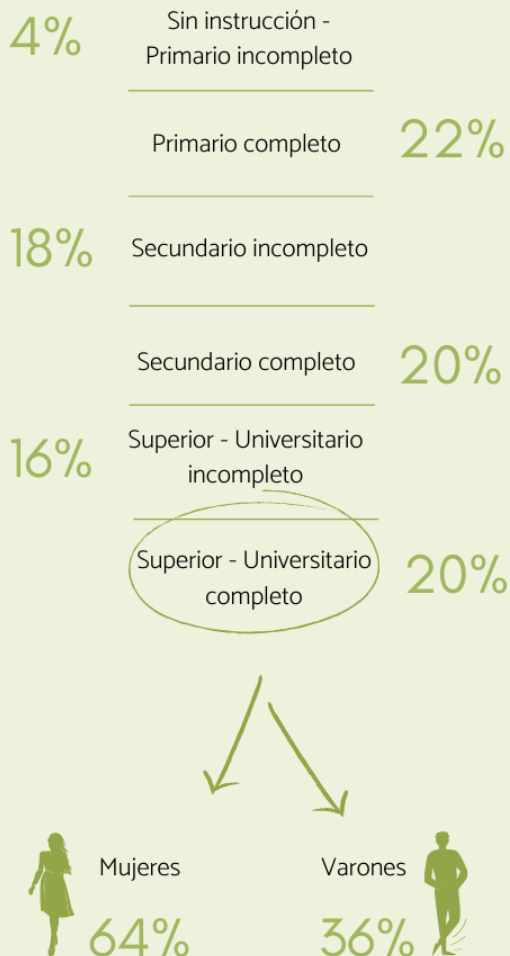 4%
Sin instrucción -
Primario incompleto
Primario completo
22%
18%
Secundario incompleto
Secundario completo
20%
16%
Superior - Universitario
incompleto
Superior - Universitario
completo
20%
Mujeres
Varones
64%
36%